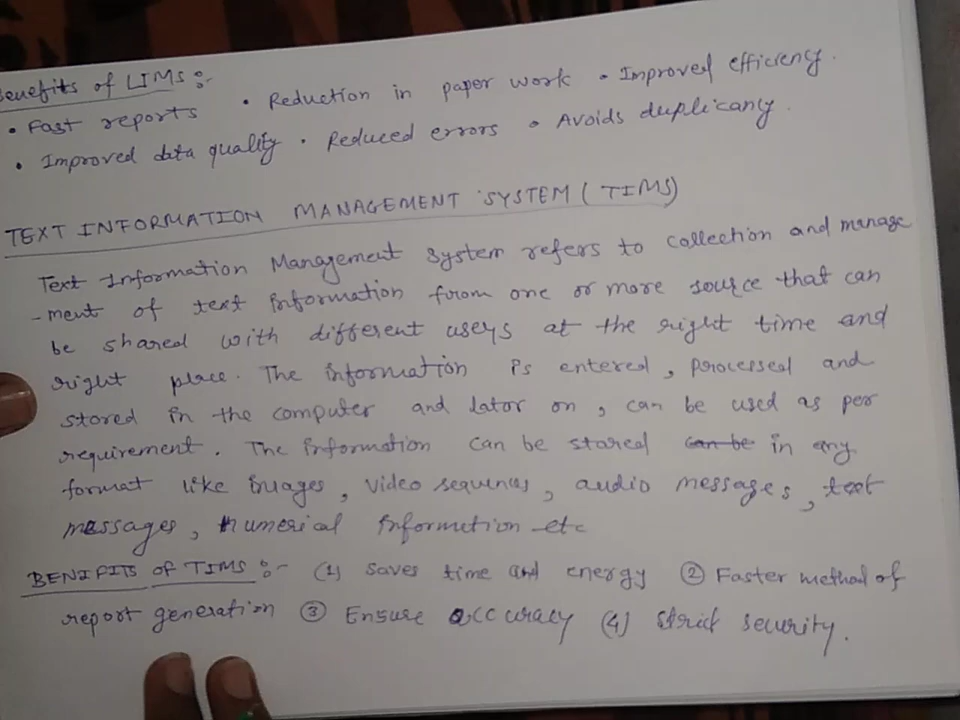 Benefits of LIMS :-
• Fast reports • Reduction in paper work • Improved efficiency.
• Improved data quality • Reduced errors • Avoids duplicancy.
TEXT INFORMATION MANAGEMENT SYSTEM (TIMS)
Text Information Management System refers to collection and manage
-ment of text information from one or more source that can
be shared with different users at the right time and
right place. The information is entered, processed and
stored in the computer and lator on, can be used as per
requirement. The information can be stared can be in any
format like images, video sequences, audio messages, text
messages, numerical information etc
BENIFITS OF TIMS :- (1) Saves time and energy (2) Faster method of
report generation (3) Ensure accuracy (4) Strict security.